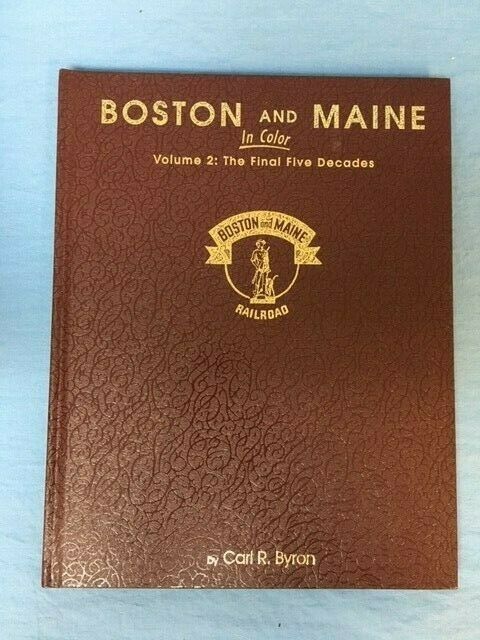 BOSTON AND MAINE
In Color
Volume 2: The Final Five Decades
BOSTON and MAINE
RAILROAD
by Carl R. Byron